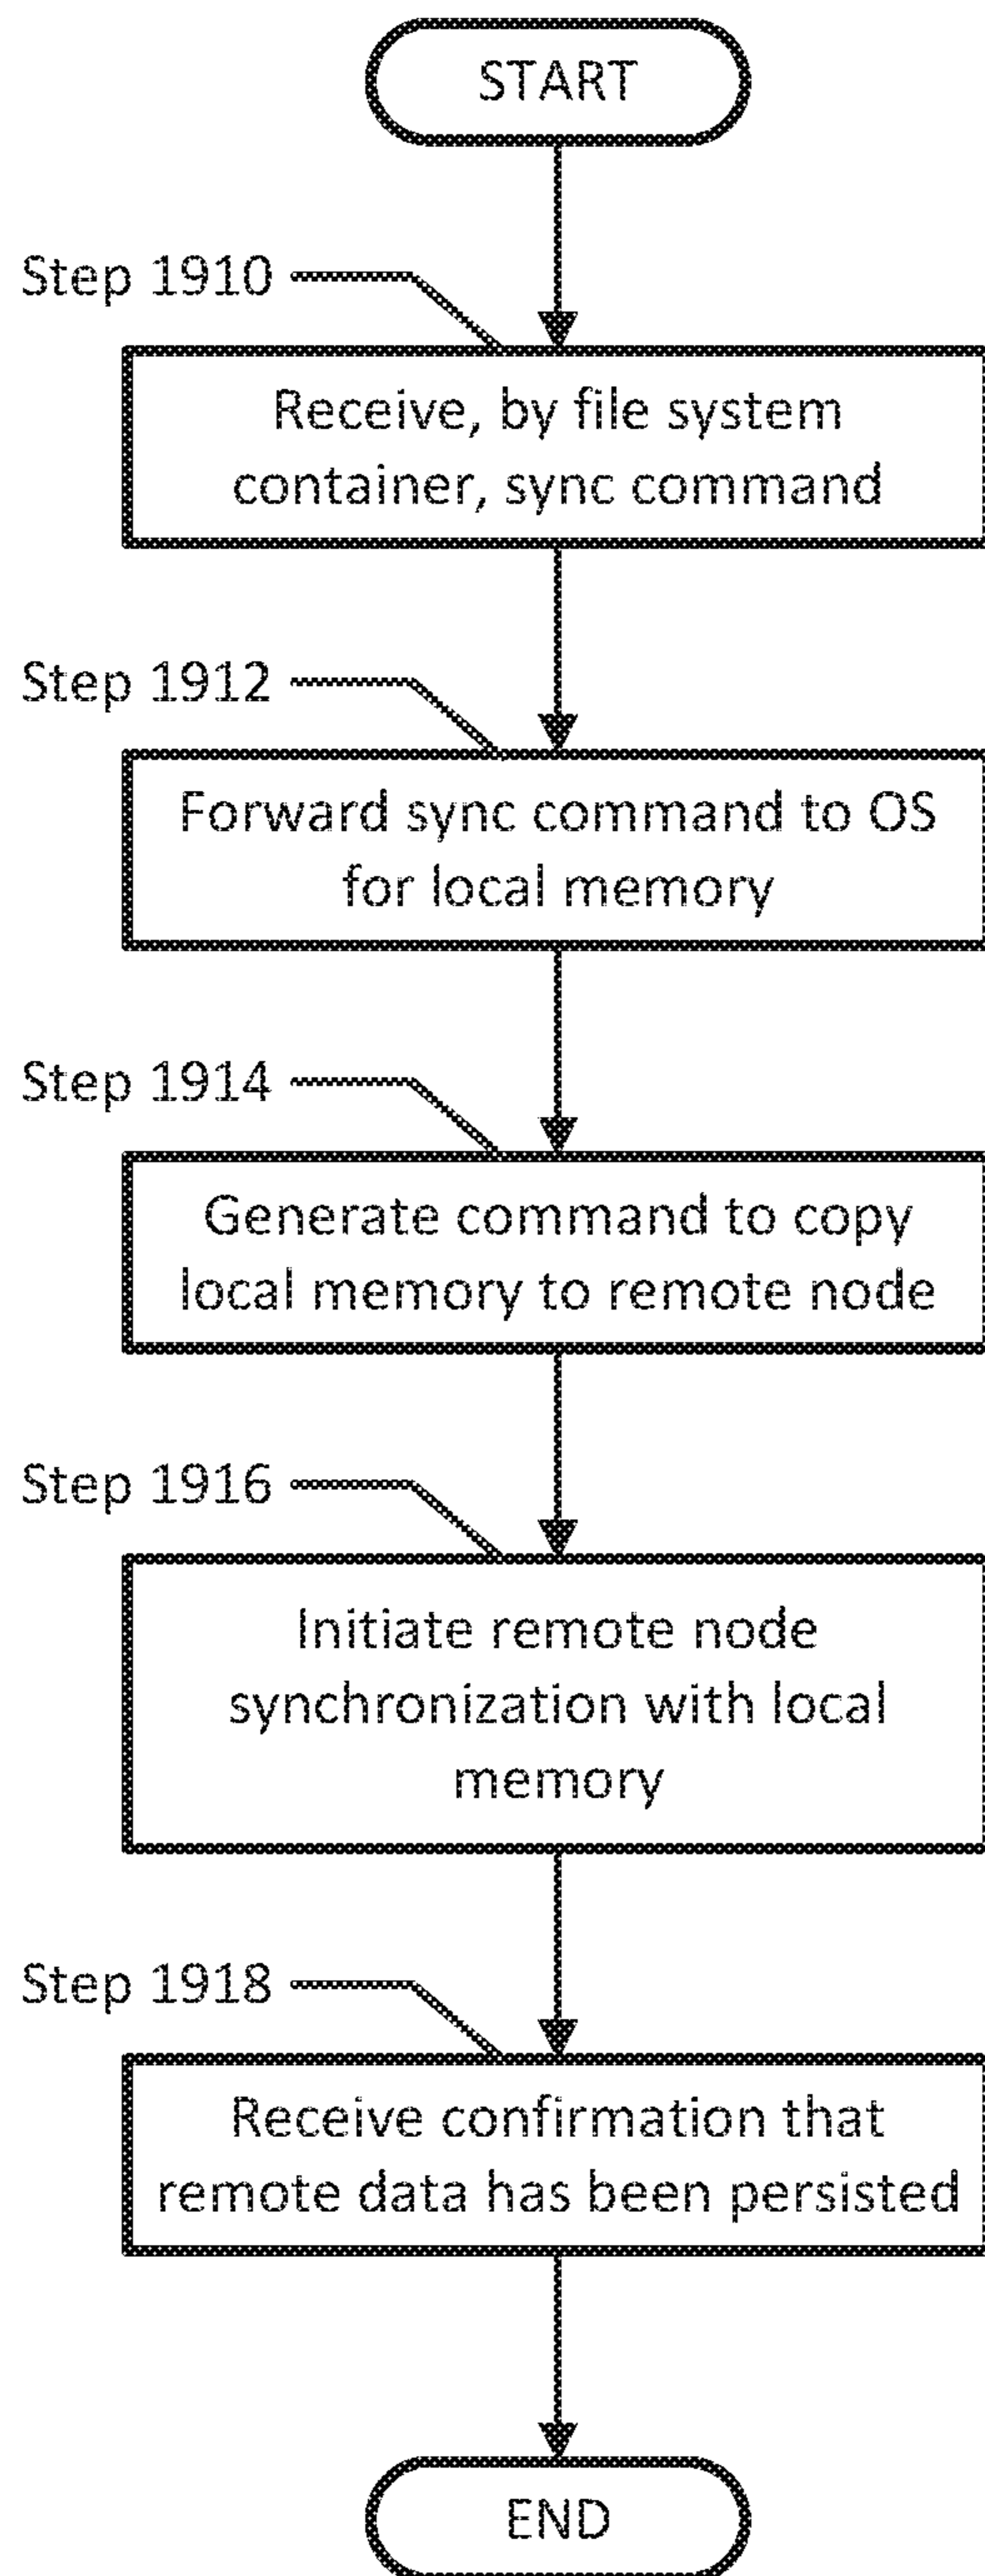 START
Step 1910
Receive, by file system
container, sync command
Step 1912
Forward sync command to OS
for local memory
Step 1914
Generate command to copy
local memory to remote node
Step 1916
Initiate remote node
synchronization with local
memory
Step 1918
Receive confirmation that
remote data has been persisted
END